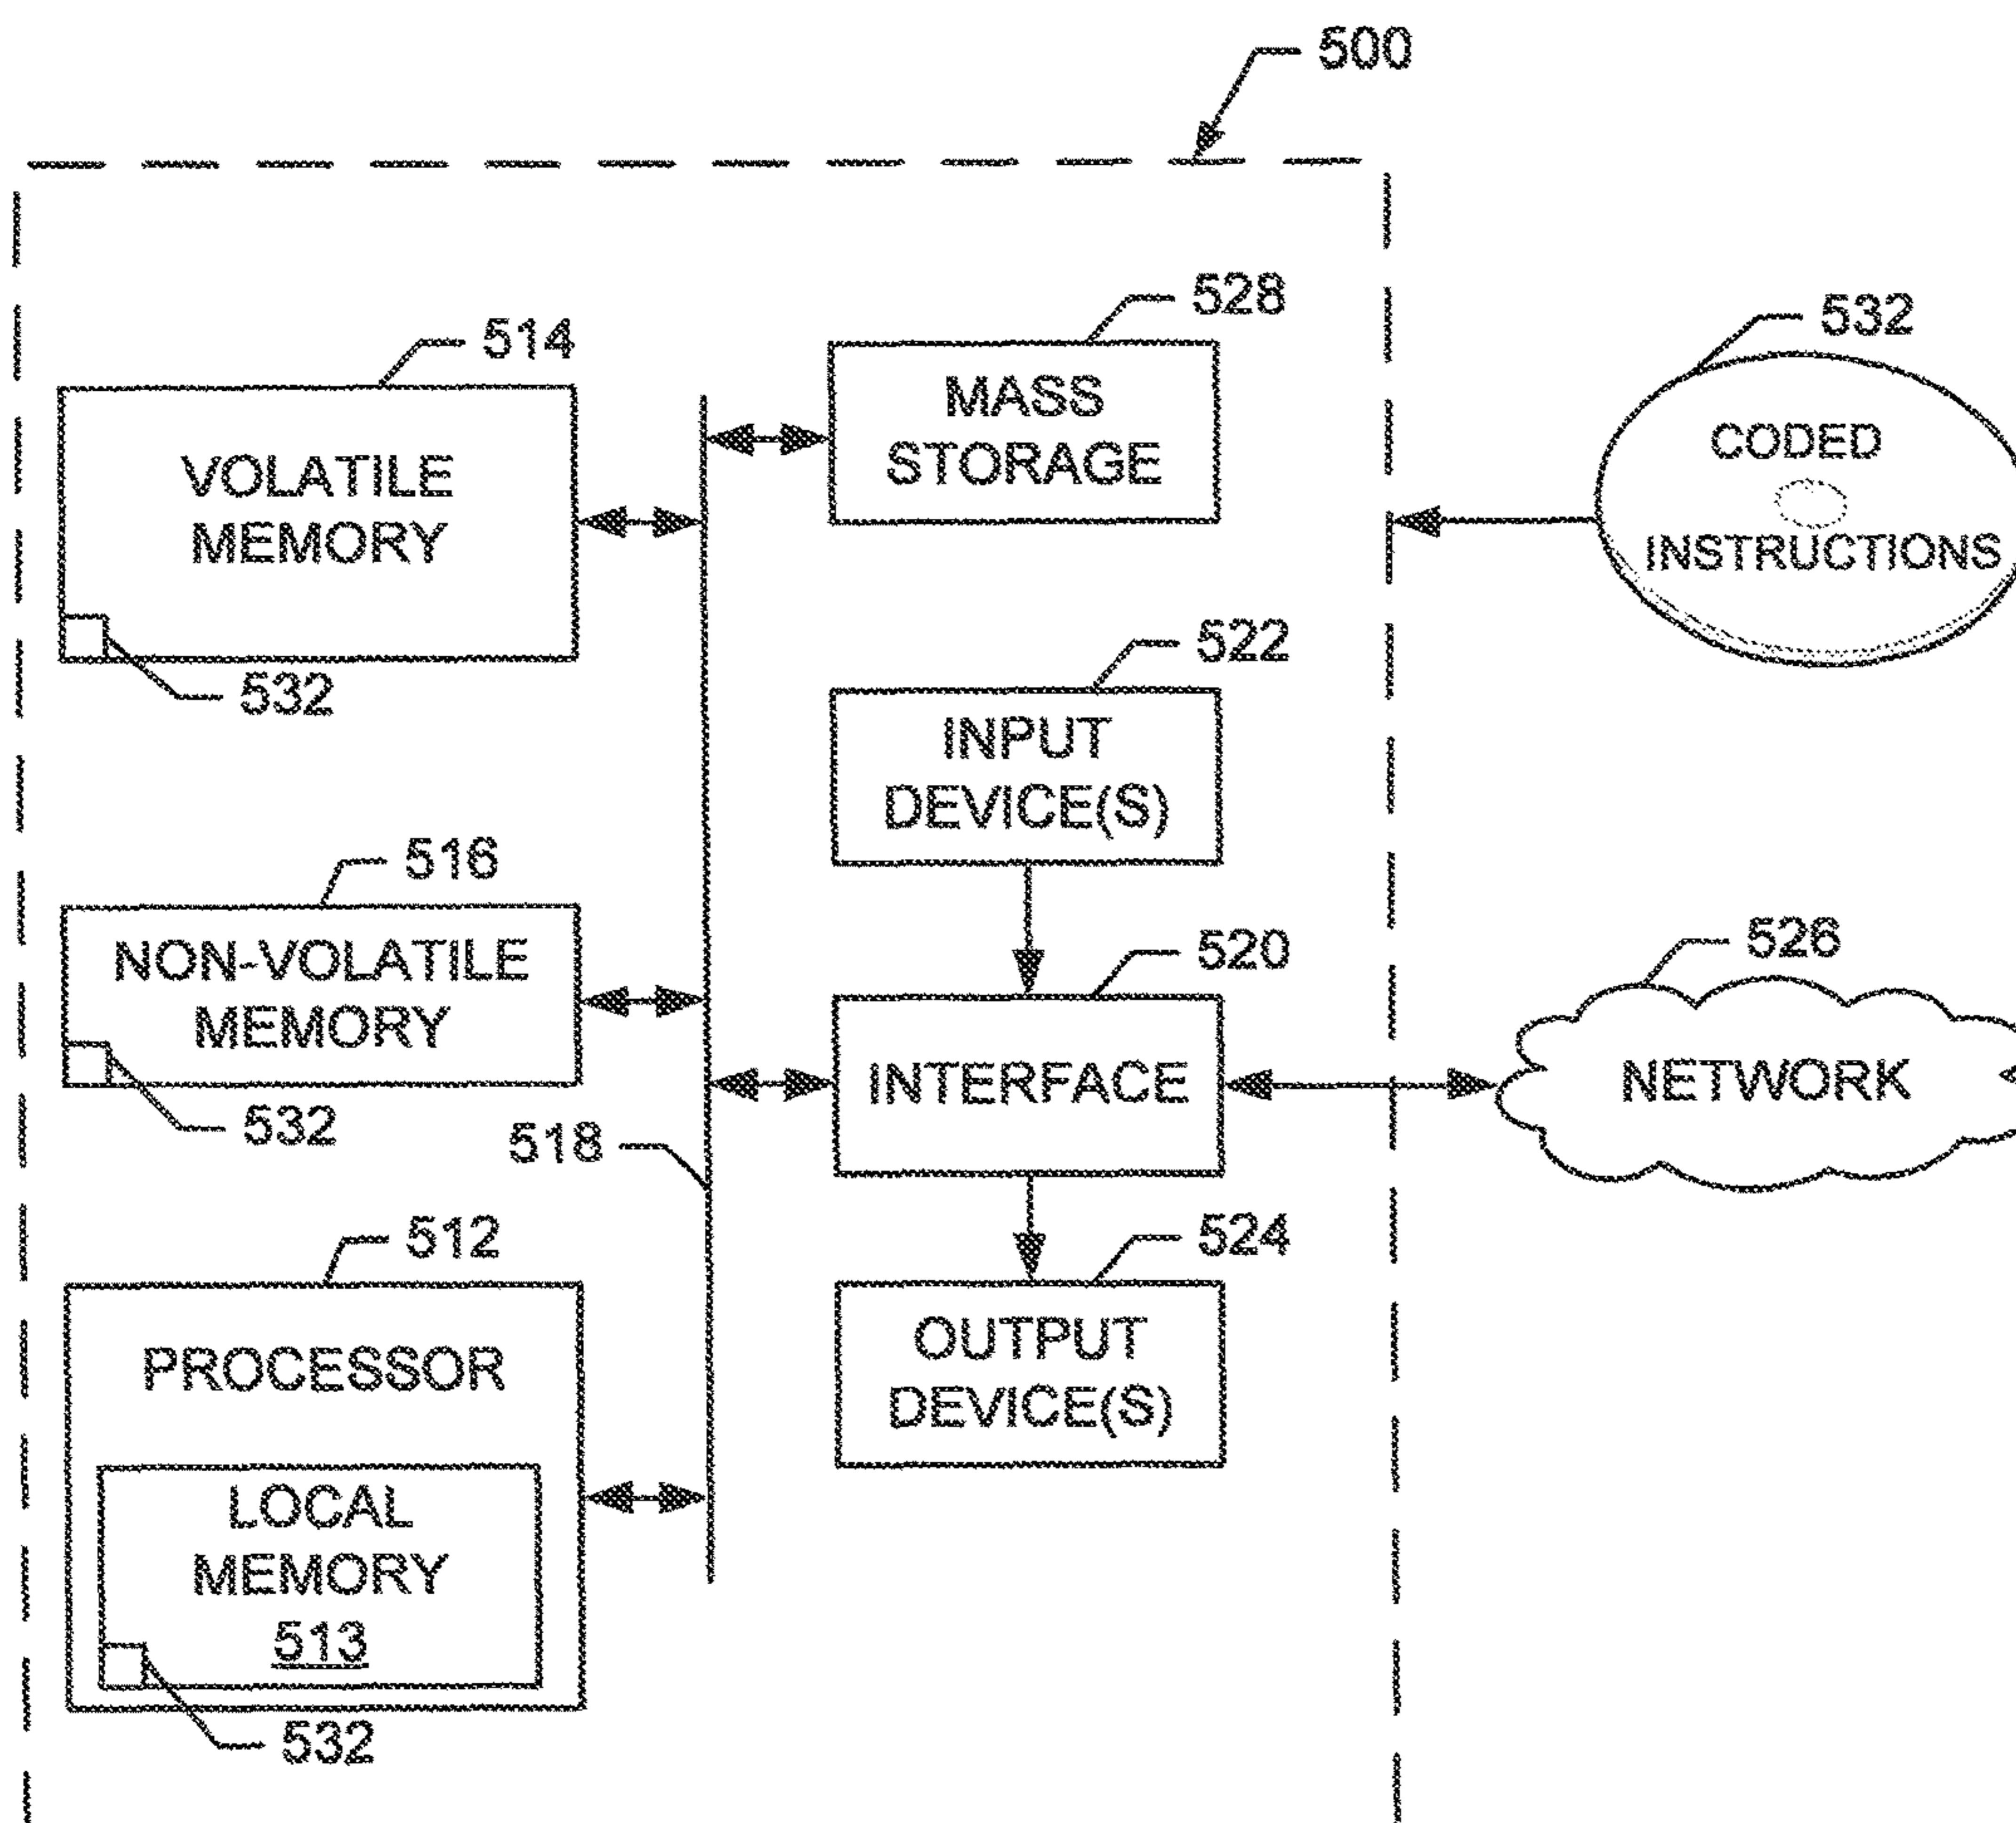 500
528
514
532
MASS
STORAGE
VOLATILE
MEMORY
CODED
INSTRUCTIONS
532
522
INPUT
DEVICE(S)
516
NON-VOLATILE
MEMORY
532
520
526
INTERFACE
NETWORK
518
512
524
PROCESSOR
OUTPUT
DEVICE(S)
LOCAL
MEMORY
513
532